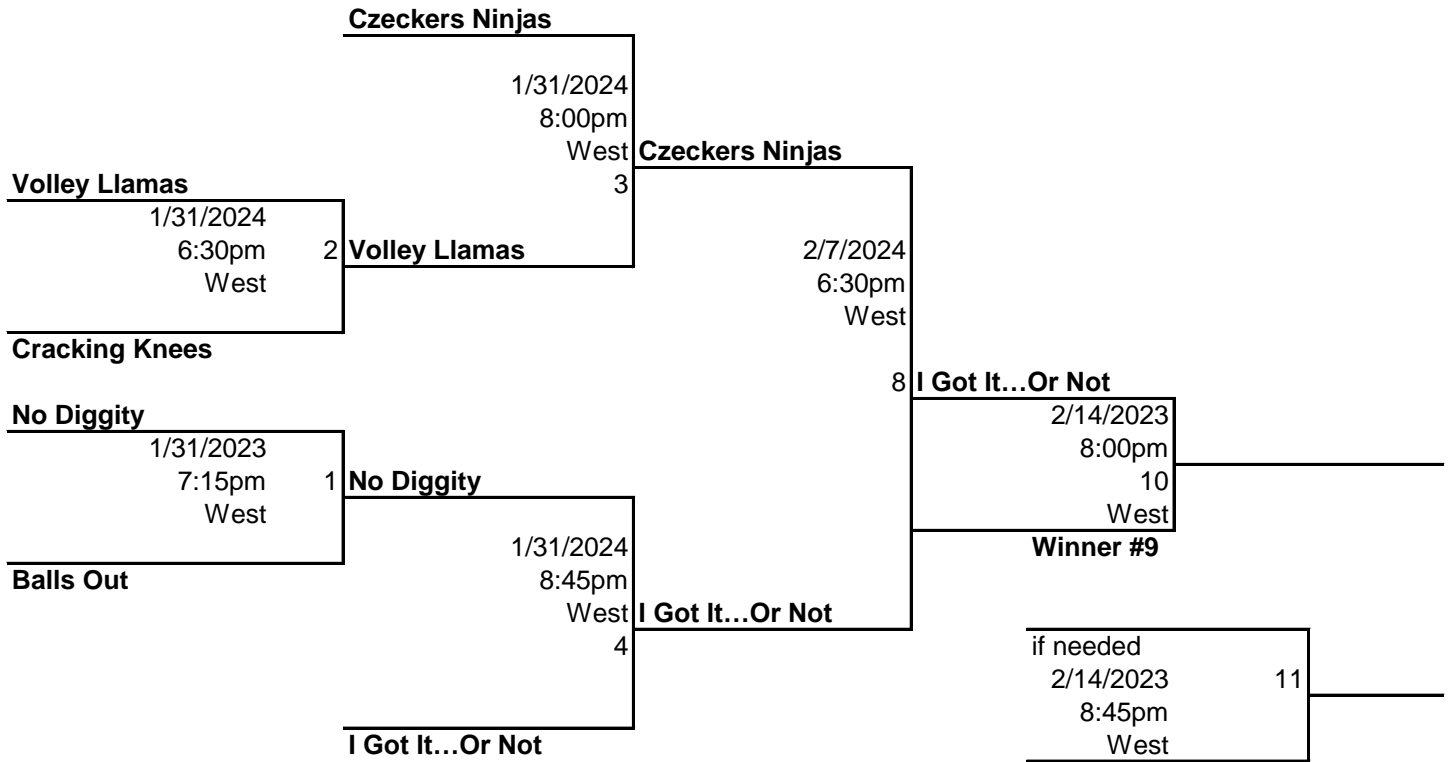 Czeckers Ninjas
1/31/2024
8:00pm
West Czeckers Ninjas
Volley Llamas 3
1/31/2024
6:30pm 2 Volley Llamas 2/7/2024
West 6:30pm
West
Cracking Knees
8 I Got It…Or Not
No Diggity 2/14/2023
1/31/2023 8:00pm
7:15pm 1 No Diggity 10
West West
1/31/2024 Winner #9
Balls Out 8:45pm
West I Got It…Or Not
4 if needed
2/14/2023 11
8:45pm
I Got It…Or Not West